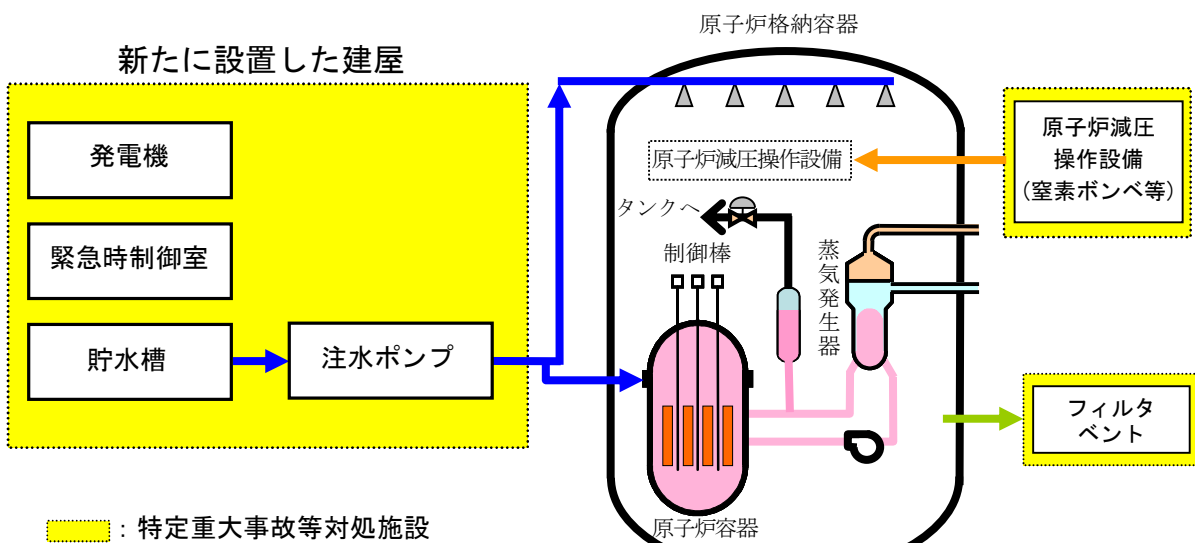 原子炉格納容器
新たに設置した建屋
発電機
緊急時制御室
貯水槽
注水ポンプ
原子炉減圧操作設備
タンクへ
制御棒
蒸気発生器
原子炉容器
原子炉減圧
操作設備
(窒素ボンベ等)
フィルタ
ベント
：特定重大事故等対処施設